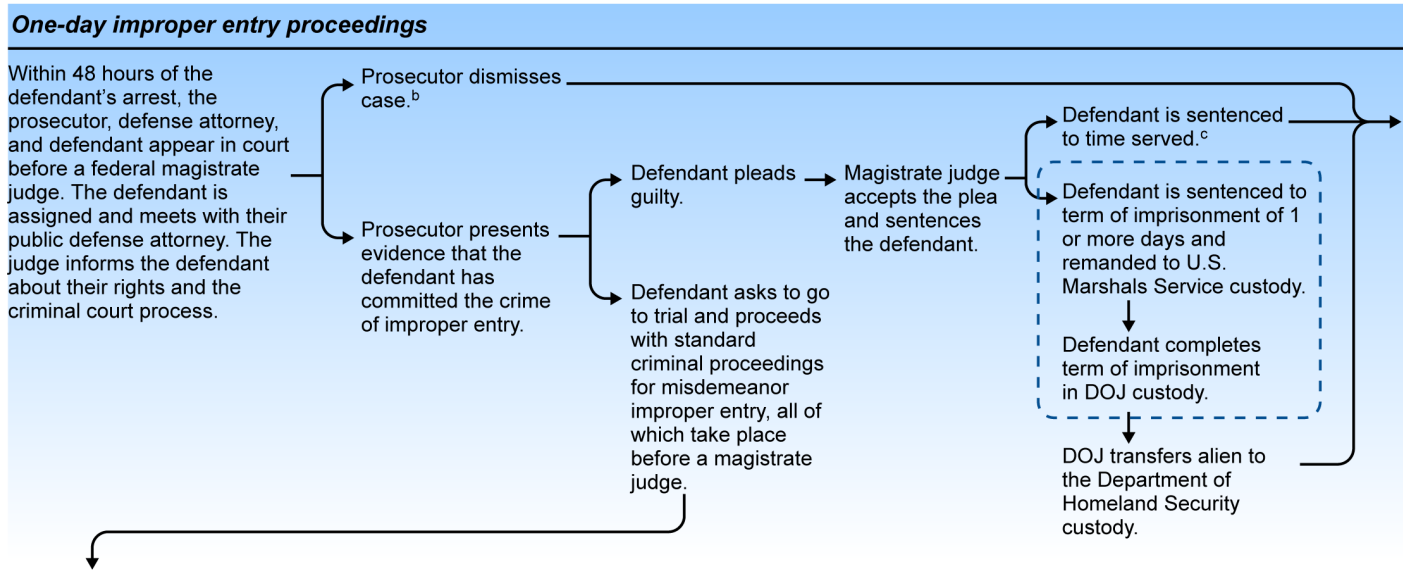 One-day improper entry proceedings
Within 48 hours of the
defendant's arrest, the
prosecutor, defense attorney,
and defendant appear in court
before a federal magistrate
judge. The defendant is
assigned and meets with their
public defense attorney. The
judge informs the defendant
about their rights and the
criminal court process.
Prosecutor dismisses
case.b
Prosecutor presents
evidence that the
defendant has
committed the crime
of improper entry.
Defendant pleads
guilty.
Defendant asks to go
to trial and proceeds
with standard
criminal proceedings
for misdemeanor
improper entry, all of
which take place
before a magistrate
judge.
Magistrate judge
accepts the plea
and sentences
the defendant.
Defendant is sentenced
to time served.c
Defendant is sentenced to
term of imprisonment of 1
or more days and
remanded to U.S.
Marshals Service custody.
Defendant completes
term of imprisonment
in DOJ custody.
DOJ transfers alien to
the Department of
Homeland Security
custody.